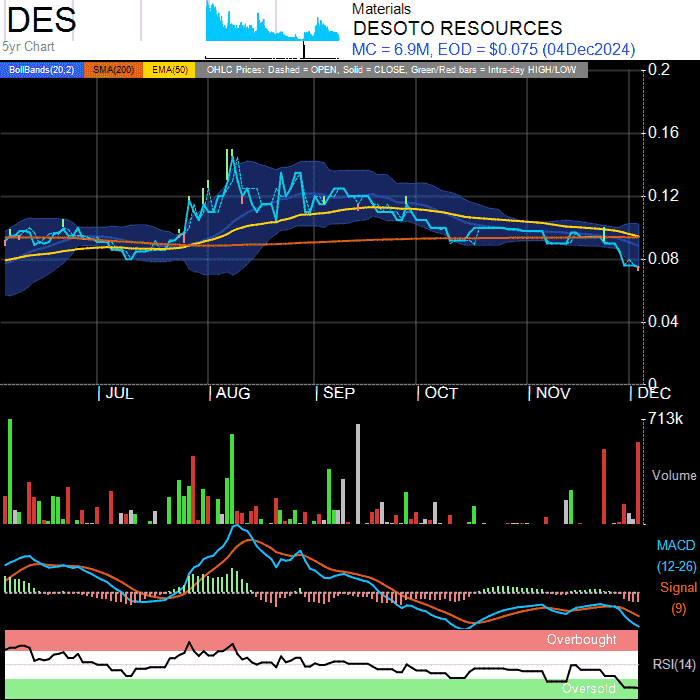 DES
5yr Chart
Materials
DESOTO RESOURCES
MC = 6.9M, EOD = $0.075 (04Dec2024)
BollBands(20,2) SMA(200) EMA(50) OHLC Prices: Dashed = OPEN, Solid = CLOSE, Green/Red bars = Intra-day HIGH/LOW
0.2
0.16
0.12
0.08
0.04
0
JUL AUG SEP OCT NOV DEC
713k
Volume
MACD
(12-26)
Signal
(9)
Overbought
RSI(14)
Oversold